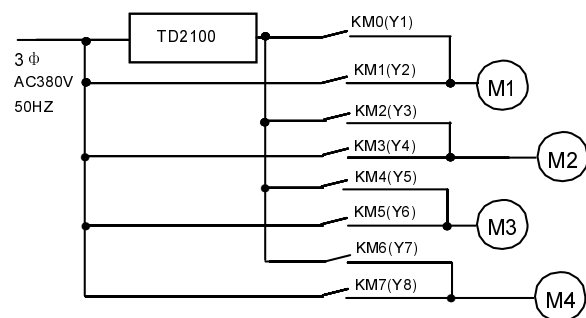 TD2100
KM0(Y1)
3 Φ
AC380V
50HZ
KM1(Y2)
M1
KM2(Y3)
KM3(Y4)
M2
KM4(Y5)
KM5(Y6)
M3
KM6(Y7)
KM7(Y8)
M4